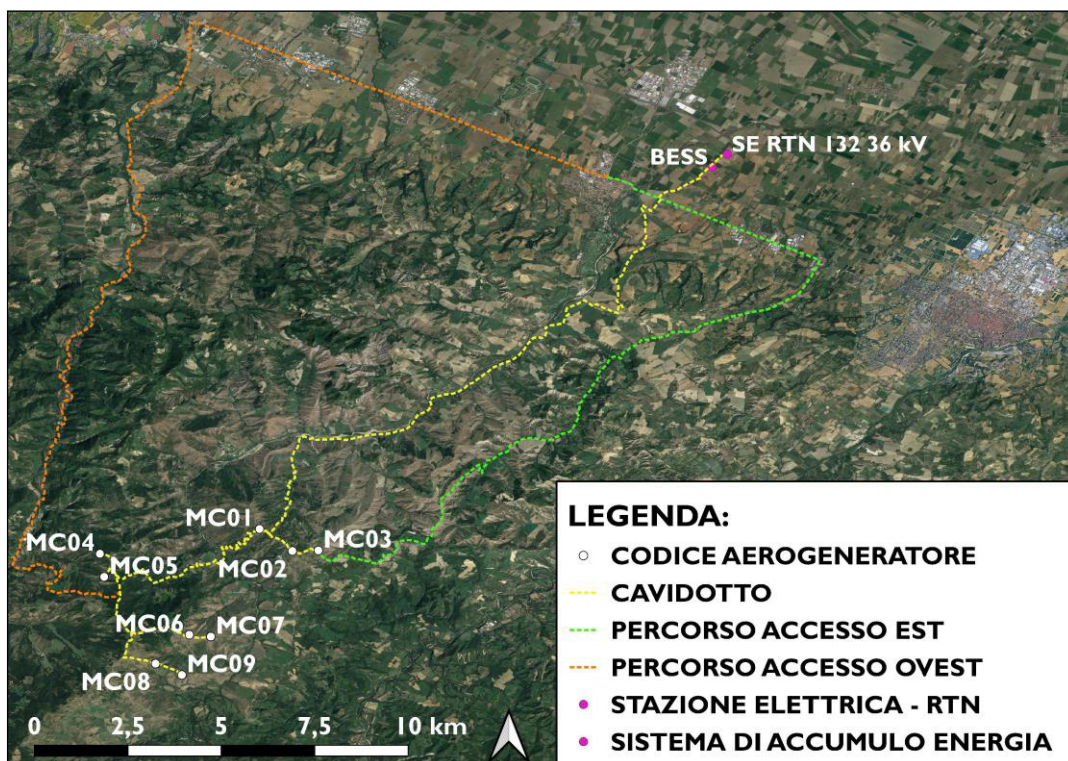 BESS
SE RTN 132 36 kV
MC01
MC02
MC03
MC04
MC05
MC06
MC07
MC08
MC09
0 2,5 5 7,5 10 km
LEGENDA:
CODICE AEROGENERATORE
CAVIDOTTO
PERCORSO ACCESSO EST
PERCORSO ACCESSO OVEST
STAZIONE ELETTRICA - RTN
SISTEMA DI ACCUMULO ENERGIA